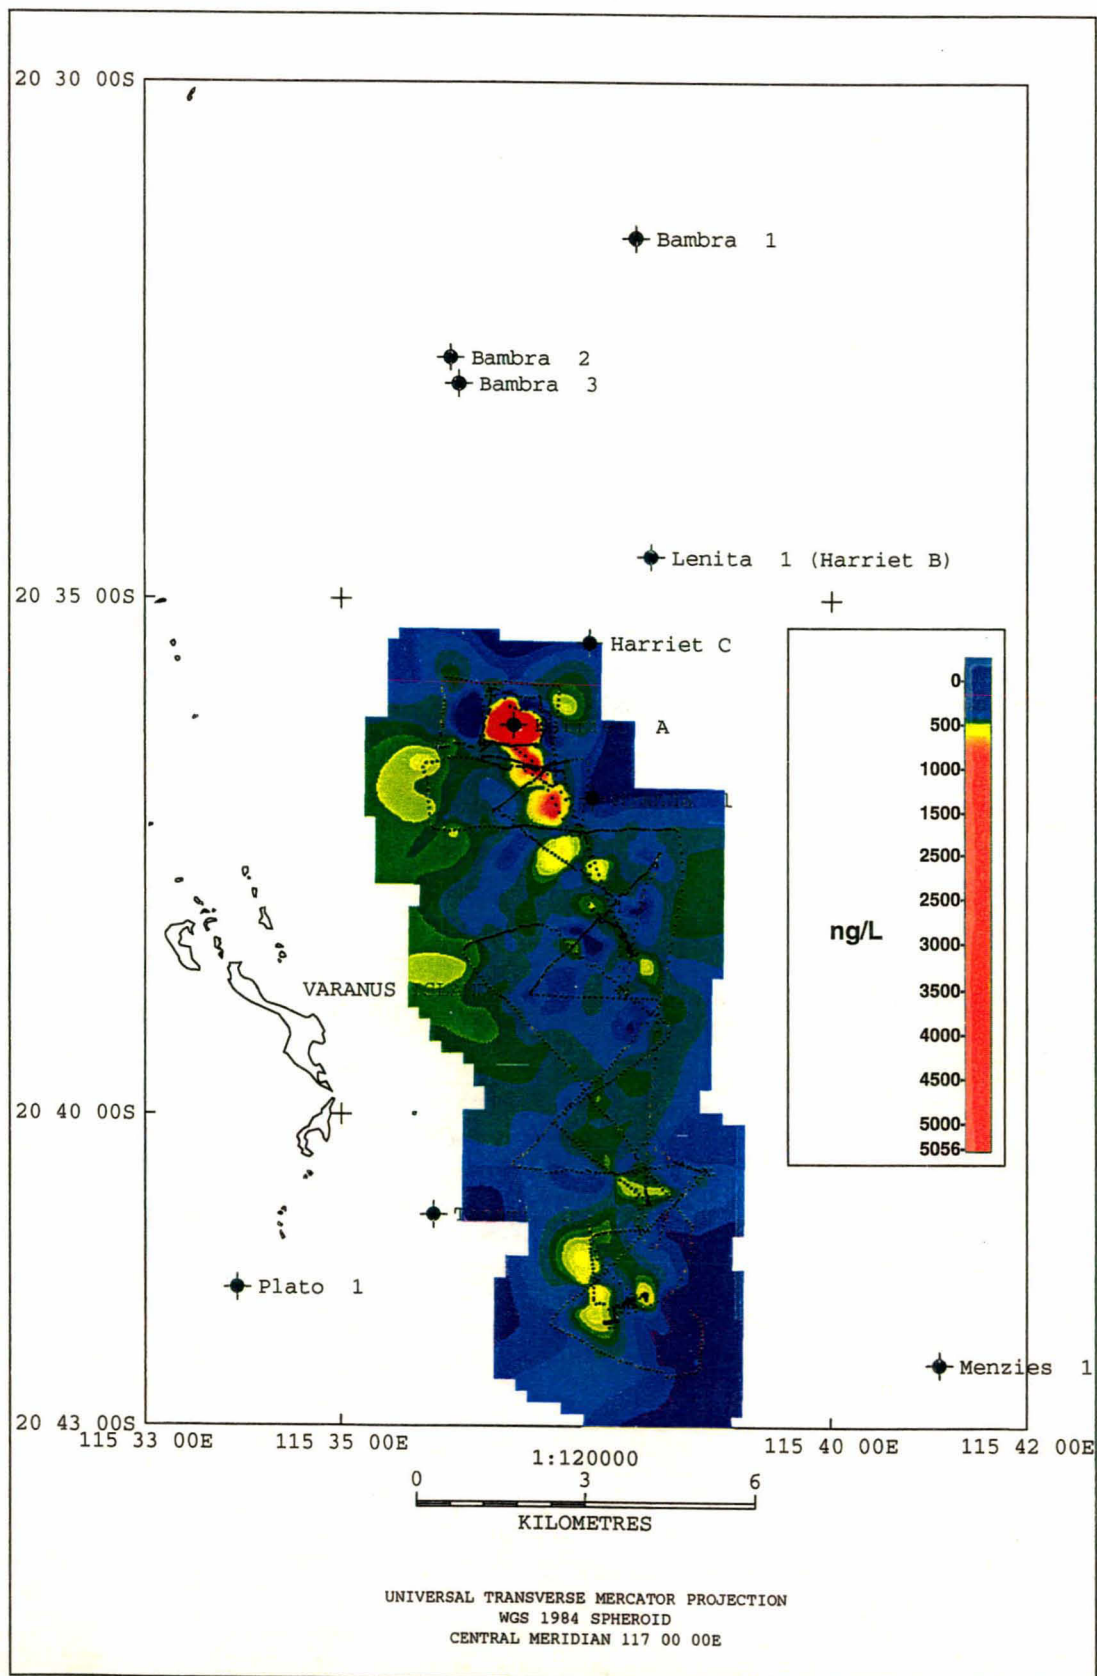 20 30 00S
Bambra 1
Bambra 2
Bambra 3
Lenita 1 (Harriet B)
20 35 00S
Harriet C
A
1
0
500
1000
1500
2500
2500
3000
3500
4000
4500
5000
5056
ng/L
VARANUS
20 40 00S
T
Plato 1
Menzies 1
20 43 00S
115 33 00E
115 35 00E
115 40 00E
115 42 00E
1:120000
0 3 6
KILOMETRES
UNIVERSAL TRANSVERSE MERCATOR PROJECTION
WGS 1984 SPHEROID
CENTRAL MERIDIAN 117 00 00E